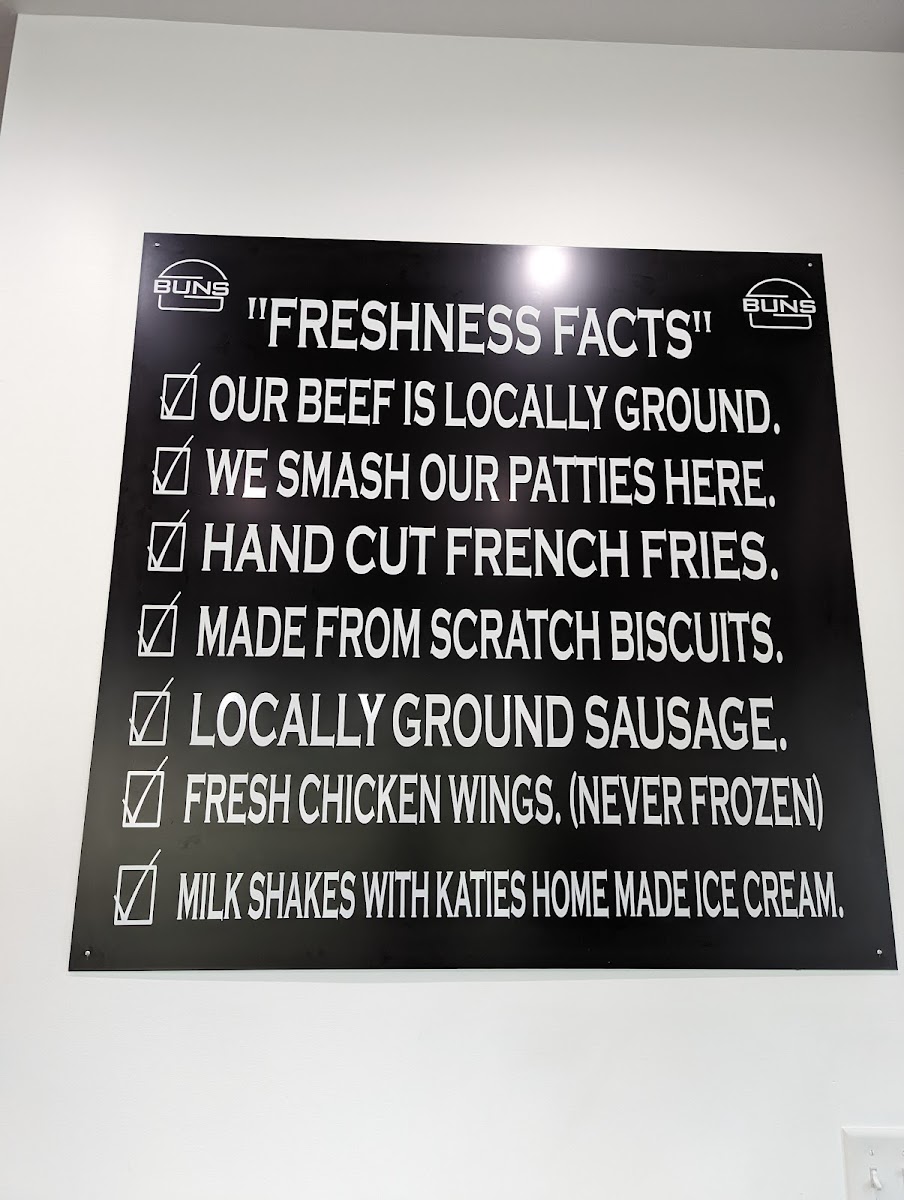 BUNS
BUNS
"FRESHNESS FACTS"
OUR BEEF IS LOCALLY GROUND.
WE SMASH OUR PATTIES HERE.
HAND CUT FRENCH FRIES.
MADE FROM SCRATCH BISCUITS.
LOCALLY GROUND SAUSAGE.
FRESH CHICKEN WINGS. (NEVER FROZEN)
MILK SHAKES WITH KATIES HOME MADE ICE CREAM.